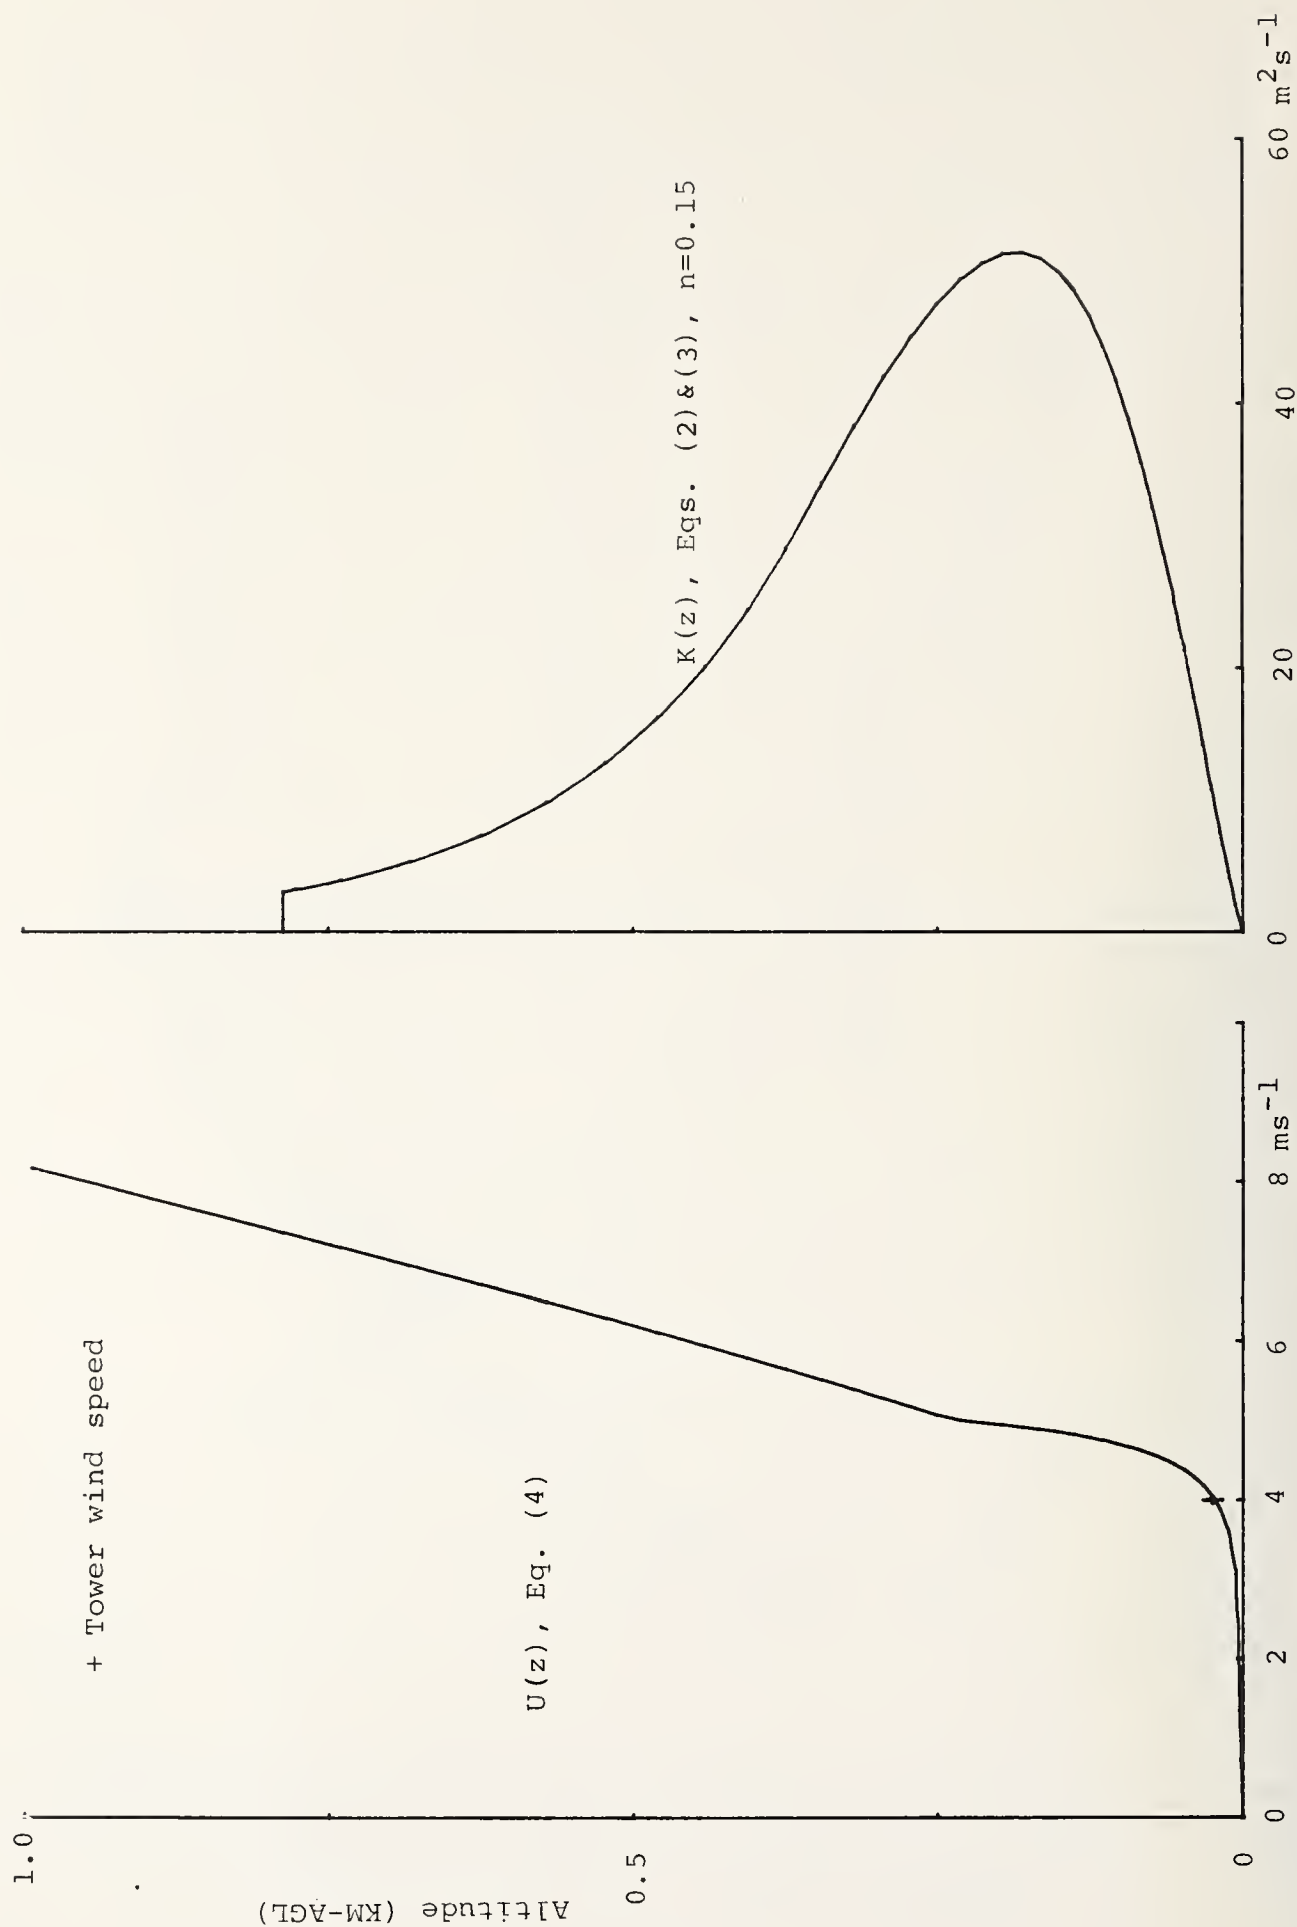 1.0
0.5
0
Altitude (KM-AGL)
+ Tower wind speed
U(z), Eq. (4)
0 2 4 6 8 ms-1
K(z), Eqs. (2)&(3), n=0.15
0 20 40 60 m2s-1